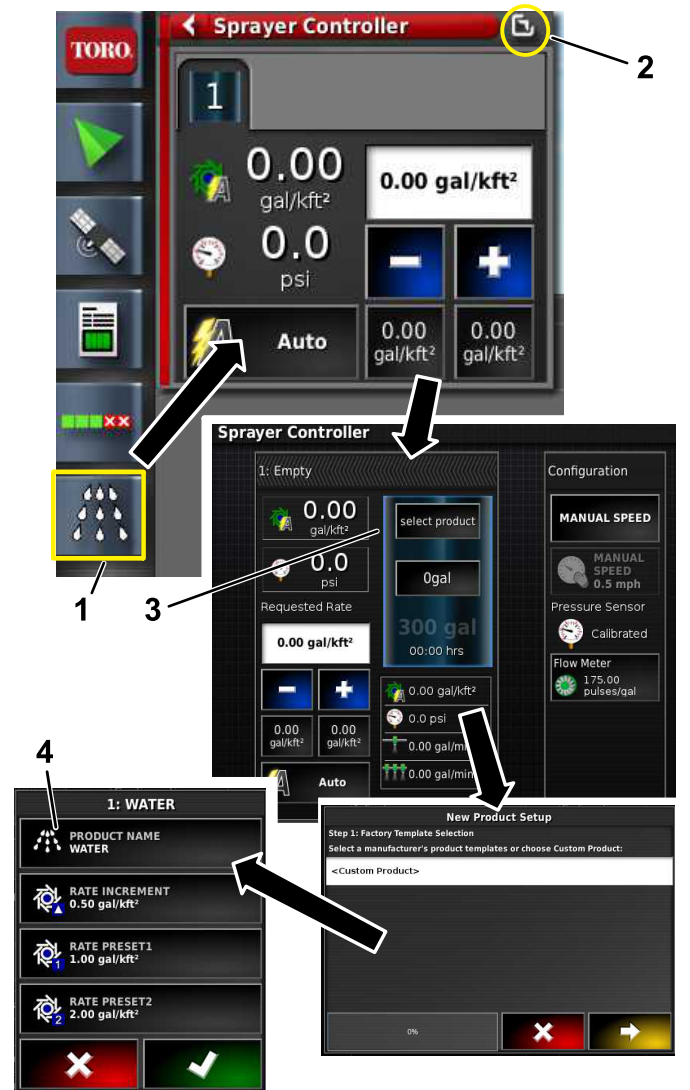 TORO.
Sprayer Controller
2
1
0.00
gal/kft²
0.00 gal/kft²
0.0
psi
Auto
0.00
gal/kft²
0.00
gal/kft²
1
Sprayer Controller
1: Empty
0.00
gal/kft²
0.0
psi
Requested Rate
0.00 gal/kft²
0.00
gal/kft²
0.00
gal/kft²
Auto
3
select product
0gal
300 gal
00:00 hrs
0.00 gal/kft²
0.0 psi
0.00 gal/min
0.00 gal/min
Configuration
MANUAL SPEED
MANUAL
SPEED
0.5 mph
Pressure Sensor
Calibrated
Flow Meter
175.00
pulses/gal
4
1: WATER
PRODUCT NAME
WATER
RATE INCREMENT
0.50 gal/kft²
RATE PRESET1
1.00 gal/kft²
1
RATE PRESET2
2.00 gal/kft²
2
New Product Setup
Step 1: Factory Template Selection
Select a manufacturer's product templates or choose Custom Product:
<Custom Product>
0%